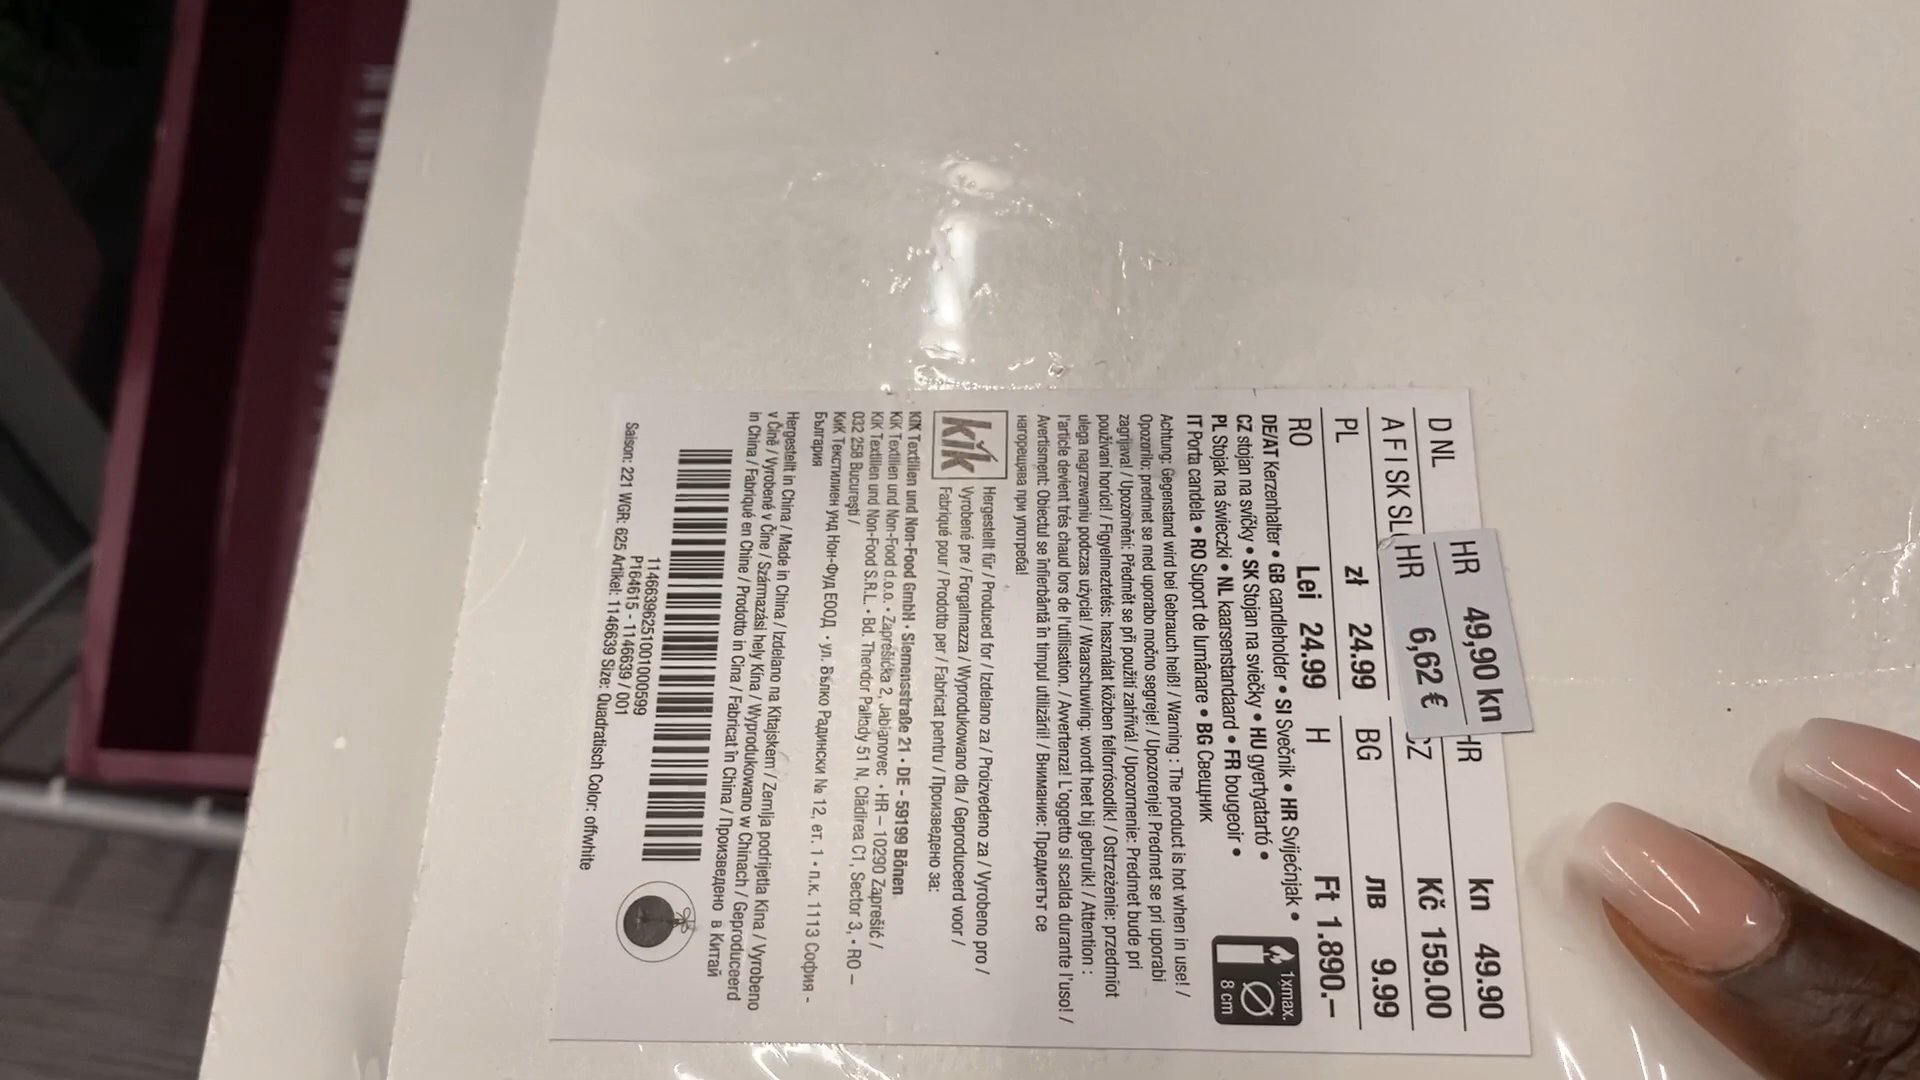 D NL
HR 49,90 kn
HR kn 49.90
A F I SK SL
HR 6,62 €
CZ Kč 159.00
PL zł 24.99 BG ЛВ 9.99
RO Lei 24.99 H Ft 1.890.–
DE/AT Kerzenhalter • GB candleholder • SI Svečnik • HR Svijećnjak •
CZ stojan na svíčky • SK Stojan na sviečky • HU gyertyatartó •
PL Stojak na świeczki • NL kaarsenstandaard • FR bougeoir •
IT Porta candela • RO Suport de lumânare • BG Свещник
1xmax.
8 cm
Achtung: Gegenstand wird bei Gebrauch heiß! / Warning : The product is hot when in use! /
Opozorilo: predmet se med uporabo močno segreje! / Upozorenje! Predmet se pri uporabi
zagrijava! / Upozornění: Předmět se při použití zahřívá! / Upozornenie: Predmet bude pri
používaní horúci! / Figyelmeztetés: használat közben felforrósodik! / Ostrzeżenie: przedmiot
ulega nagrzewaniu podczas użycia! / Waarschuwing: wordt heet bij gebruik! / Attention :
l'article devient trés chaud lors de l'utilisation. / Avvertenza! L'oggetto si scalda durante l'uso! /
Avertisment: Obiectul se înfierbântă în timpul utilizării! / Внимание: Предметът се
нагорещява при употреба!
kik
Hergestellt für / Produced for / Izdelano za / Proizvedeno za / Vyrobeno pro /
Vyrobené pre / Forgalmazza / Wyprodukowano dla / Geproduceerd voor /
Fabriqué pour / Prodotto per / Fabricat pentru / Произведено за:
KiK Textilien und Non-Food GmbH • Siemensstraße 21 • DE - 59199 Bönen
KiK Textilien und Non-Food d.o.o. • Zaprešićka 2, Jablanovec • HR – 10290 Zaprešić /
KiK Textilien und Non-Food S.R.L. • Bd. Theodor Pallady 51 N, Clădirea C1, Sector 3, • RO –
032 258 București /
КиК Текстилиен унд Нон-Фуд ЕООД • ул. Вълко Радински № 12, ет. 1 • п.к. 1113 София -
България
Hergestellt in China / Made in China / Izdelano na Kitajskem / Zemlja podrijetla Kina / Vyrobeno
v Číně / Vyrobené v Číne / Származási hely Kína / Wyprodukowano w Chinach / Geproduceerd
in China / Fabriqué en Chine / Prodotto in Cina / Fabricat în China / Произведено в Китай
1146639625100101000599
P164615 - 1146639 / 001
Saison: 221 WGR: 625 Artikel: 1146639 Size: Quadratisch Color: offwhite